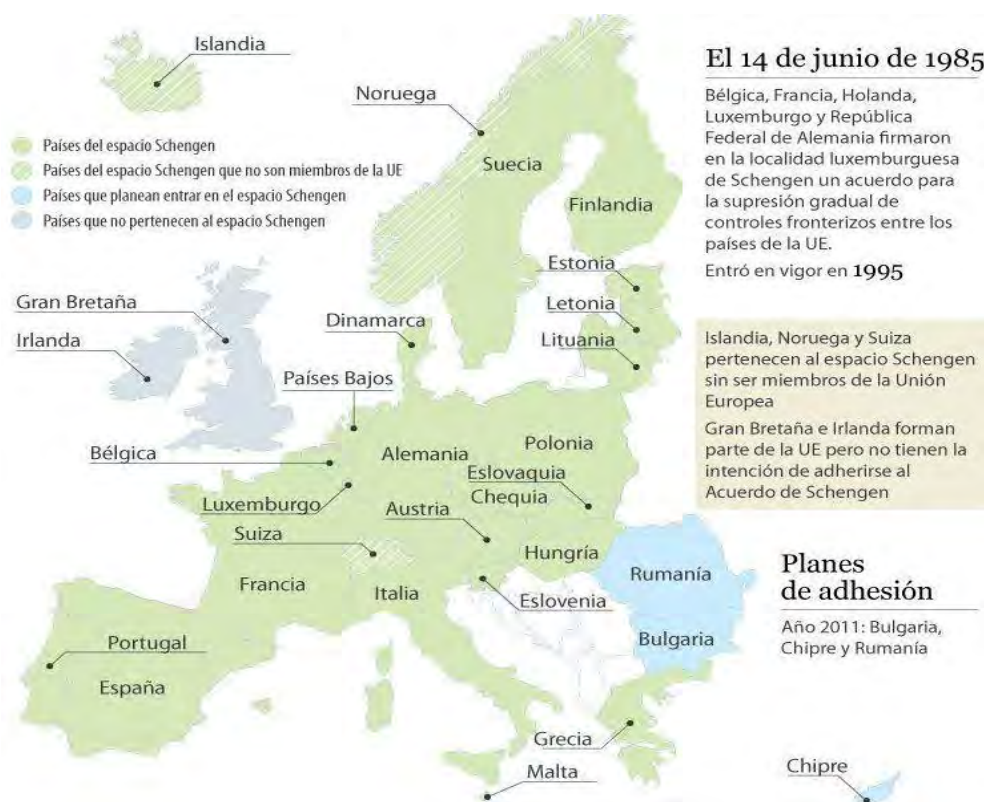 Islandia
Noruega
Suecia
Finlandia
Países del espacio Schengen
Países del espacio Schengen que no son miembros de la UE
Países que planean entrar en el espacio Schengen
Países que no pertenecen al espacio Schengen
Estonia
Letonia
Lituania
Gran Bretaña
Irlanda
Dinamarca
Países Bajos
Bélgica
Alemania
Polonia
Luxemburgo
Eslovaquia
Chequia
Austria
Suiza
Hungría
Francia
Italia
Eslovenia
Rumanía
Bulgaria
Portugal
España
Grecia
Malta
Chipre
El 14 de junio de 1985
Bélgica, Francia, Holanda,
Luxemburgo y República
Federal de Alemania firmaron
en la localidad luxemburguesa
de Schengen un acuerdo para
la supresión gradual de
controles fronterizos entre los
países de la UE.
Entró en vigor en 1995
Islandia, Noruega y Suiza
pertenecen al espacio Schengen
sin ser miembros de la Unión
Europea
Gran Bretaña e Irlanda forman
parte de la UE pero no tienen la
intención de adherirse al
Acuerdo de Schengen
Planes
de adhesión
Año 2011: Bulgaria,
Chipre y Rumanía